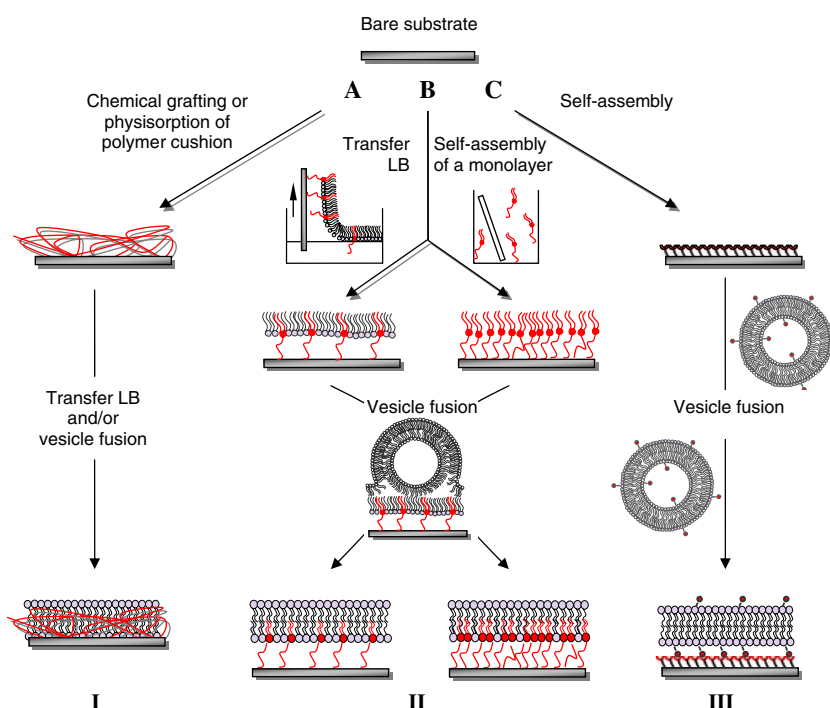 Bare substrate
A B C
Chemical grafting or
physisorption of
polymer cushion
Transfer
LB
Self-assembly
of a monolayer
Self-assembly
Transfer LB
and/or
vesicle fusion
Vesicle fusion
Vesicle fusion
I II III